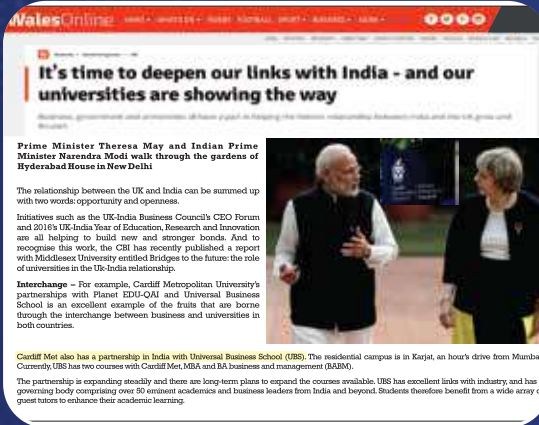 WalesOnline
It's time to deepen our links with India - and our
universities are showing the way
Prime Minister Theresa May and Indian Prime
Minister Narendra Modi walk through the gardens of
Hyderabad House in New Delhi
The relationship between the UK and India can be summed up
with two words: opportunity and openness.
Initiatives such as the UK-India Business Council's CEO Forum
and 2016's UK-India Year of Education, Research and Innovation
are all helping to build new and stronger bonds. And to
recognise this work, the CBI has recently published a report
with Middlesex University entitled Bridges to the future: the role
of universities in the Uk-India relationship.
Interchange – For example, Cardiff Metropolitan University's
partnerships with Planet EDU-QAI and Universal Business
School is an excellent example of the fruits that are borne
through the interchange between business and universities in
both countries.
Cardiff Met also has a partnership in India with Universal Business School (UBS). The residential campus is in Karjat, an hour's drive from Mumba
Currently, UBS has two courses with Cardiff Met, MBA and BA business and management (BABM).
The partnership is expanding steadily and there are long-term plans to expand the courses available. UBS has excellent links with industry, and has
governing body comprising over 50 eminent academics and business leaders from India and beyond. Students therefore benefit from a wide array o
guest tutors to enhance their academic learning.